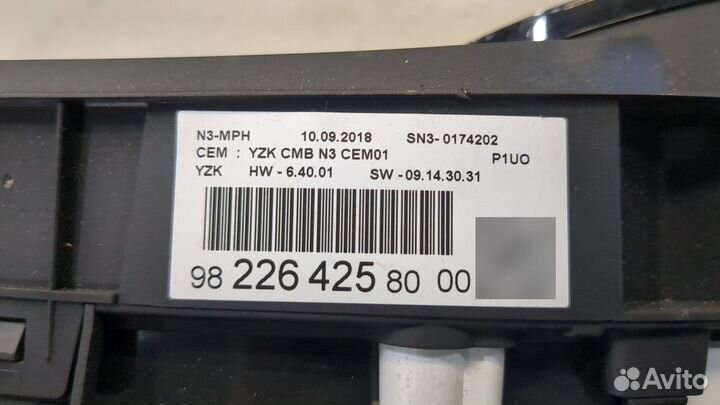 N3-MPH 10.09.2018 SN3- 0174202
CEM : YZK CMB N3 CEM01 P1UO
YZK HW - 6.40.01 SW - 09.14.30.31
98 226 425 80 00
Avito